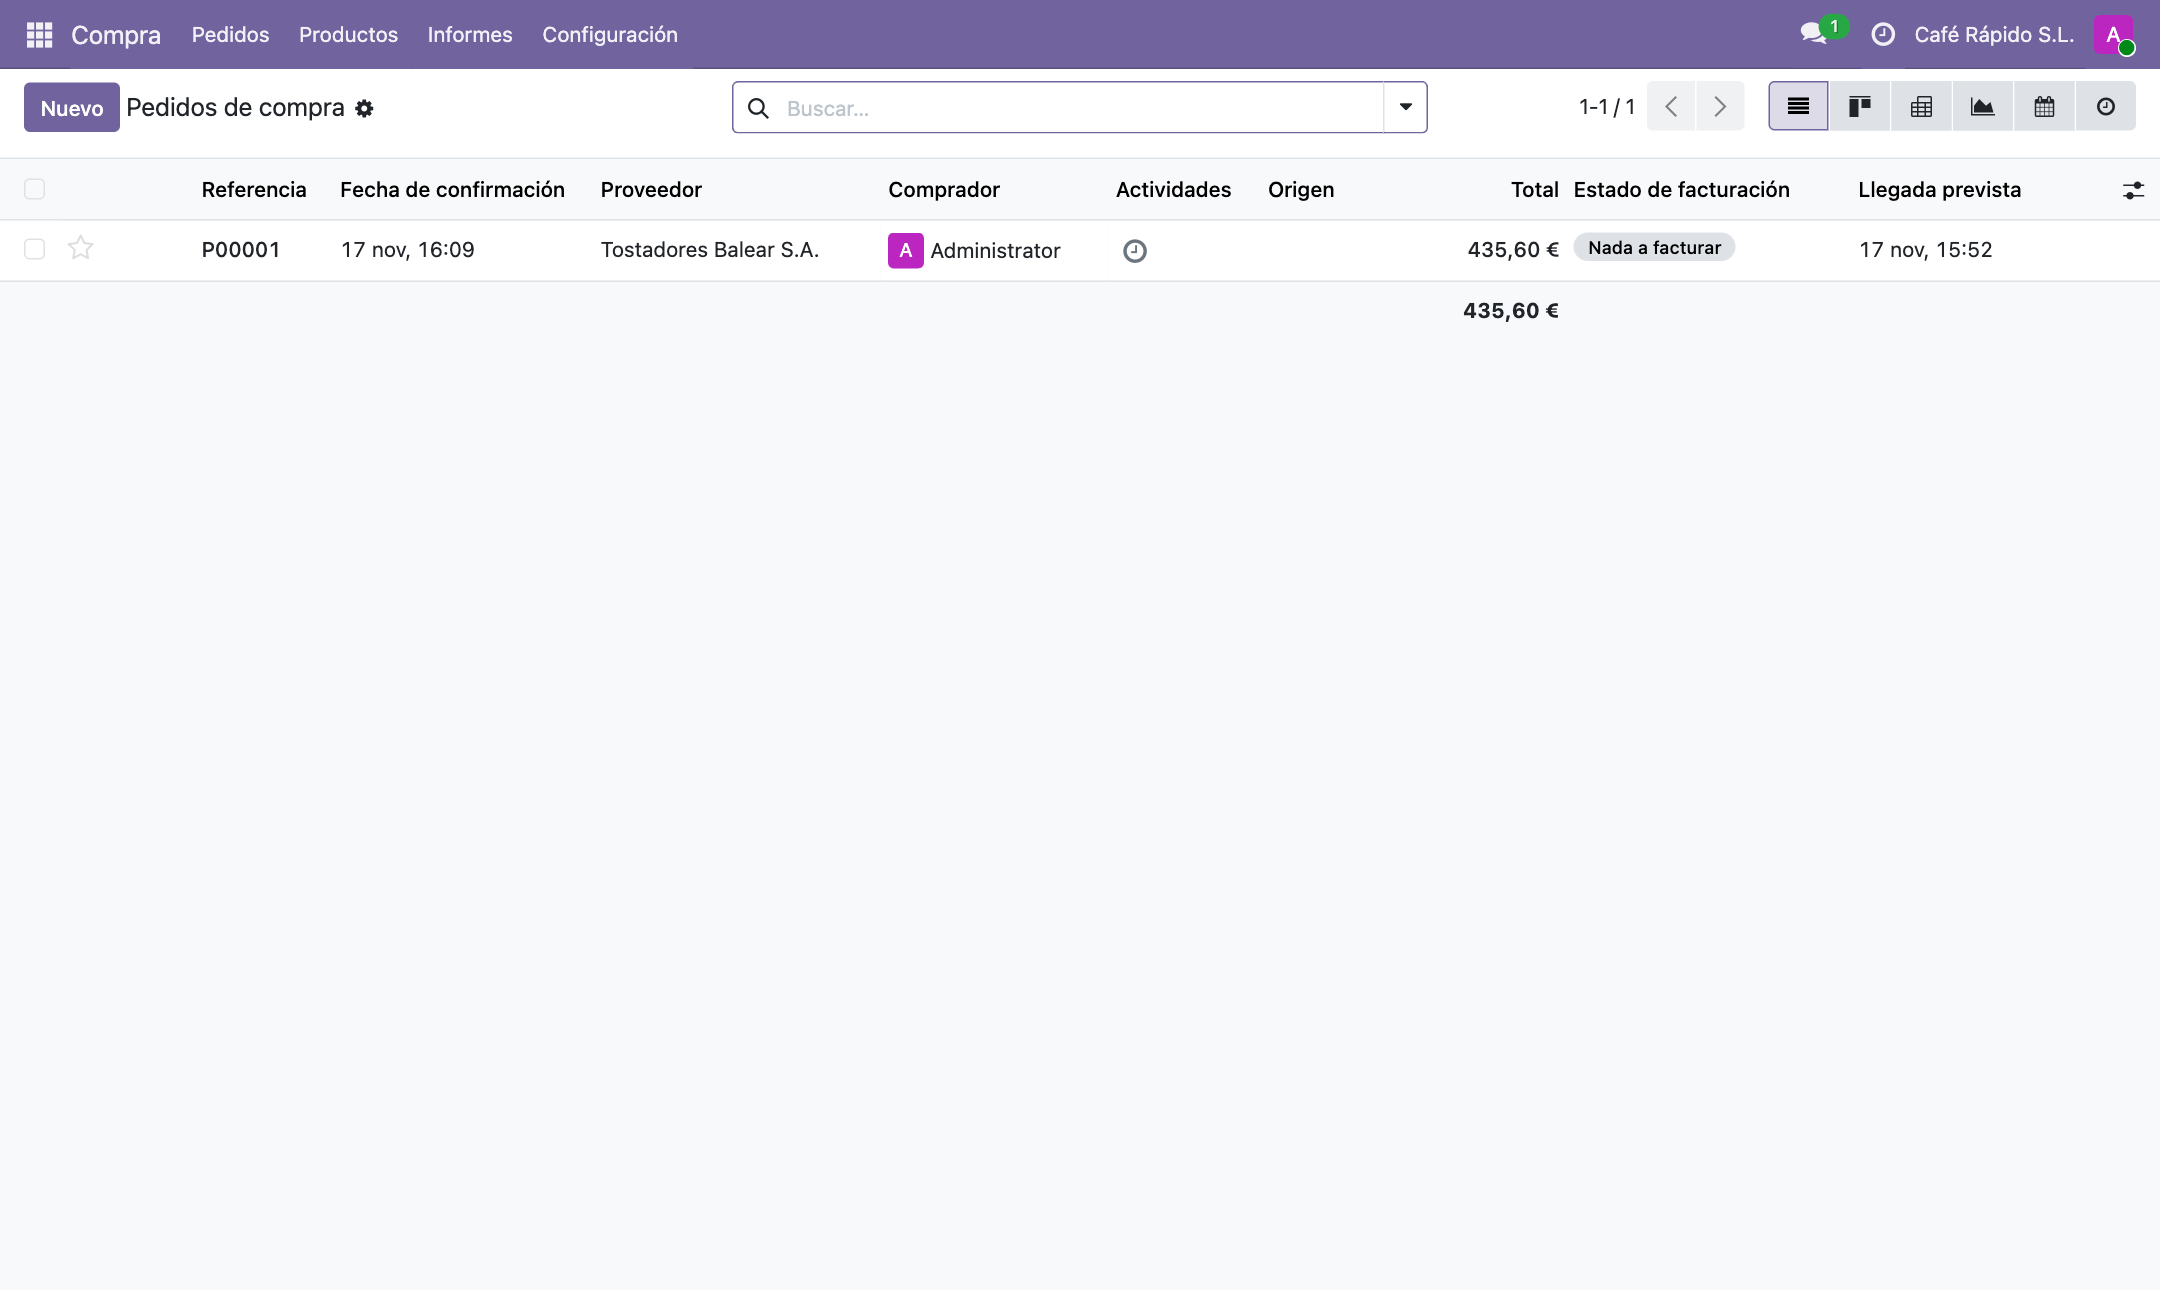 Compra Pedidos Productos Informes Configuración 1 Café Rápido S.L. A
Nuevo Pedidos de compra Buscar... 1-1 / 1
Referencia Fecha de confirmación Proveedor Comprador Actividades Origen Total Estado de facturación Llegada prevista
P00001 17 nov, 16:09 Tostadores Balear S.A. A Administrator 435,60 € Nada a facturar 17 nov, 15:52
435,60 €